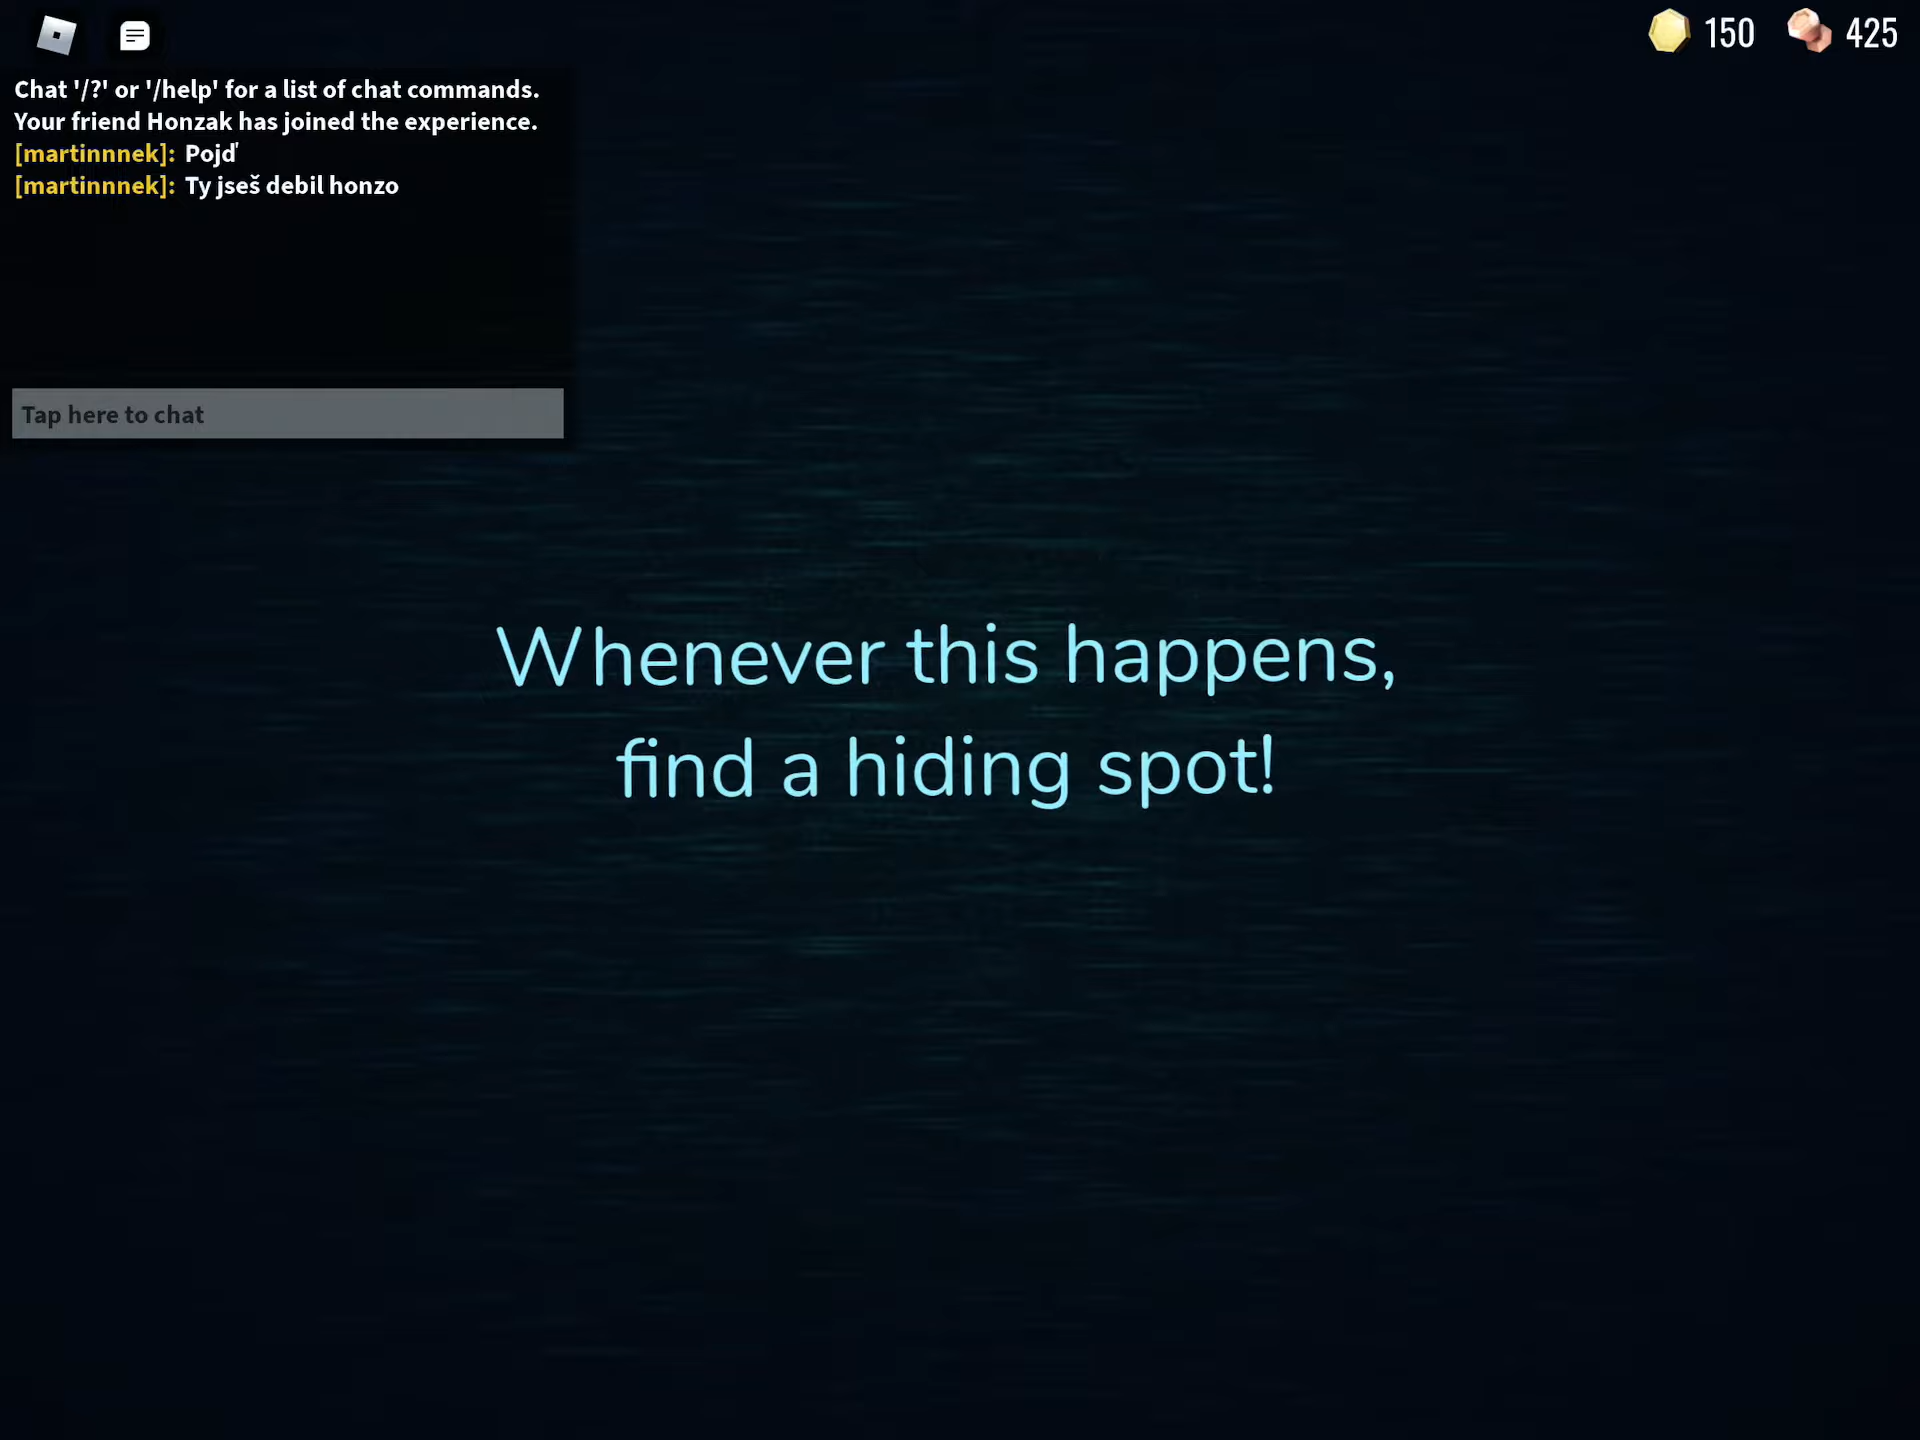 150 425
Chat '/?' or '/help' for a list of chat commands.
Your friend Honzak has joined the experience.
[martinnnek]: Pojď
[martinnnek]: Ty jseš debil honzo
Tap here to chat
Whenever this happens,
find a hiding spot!